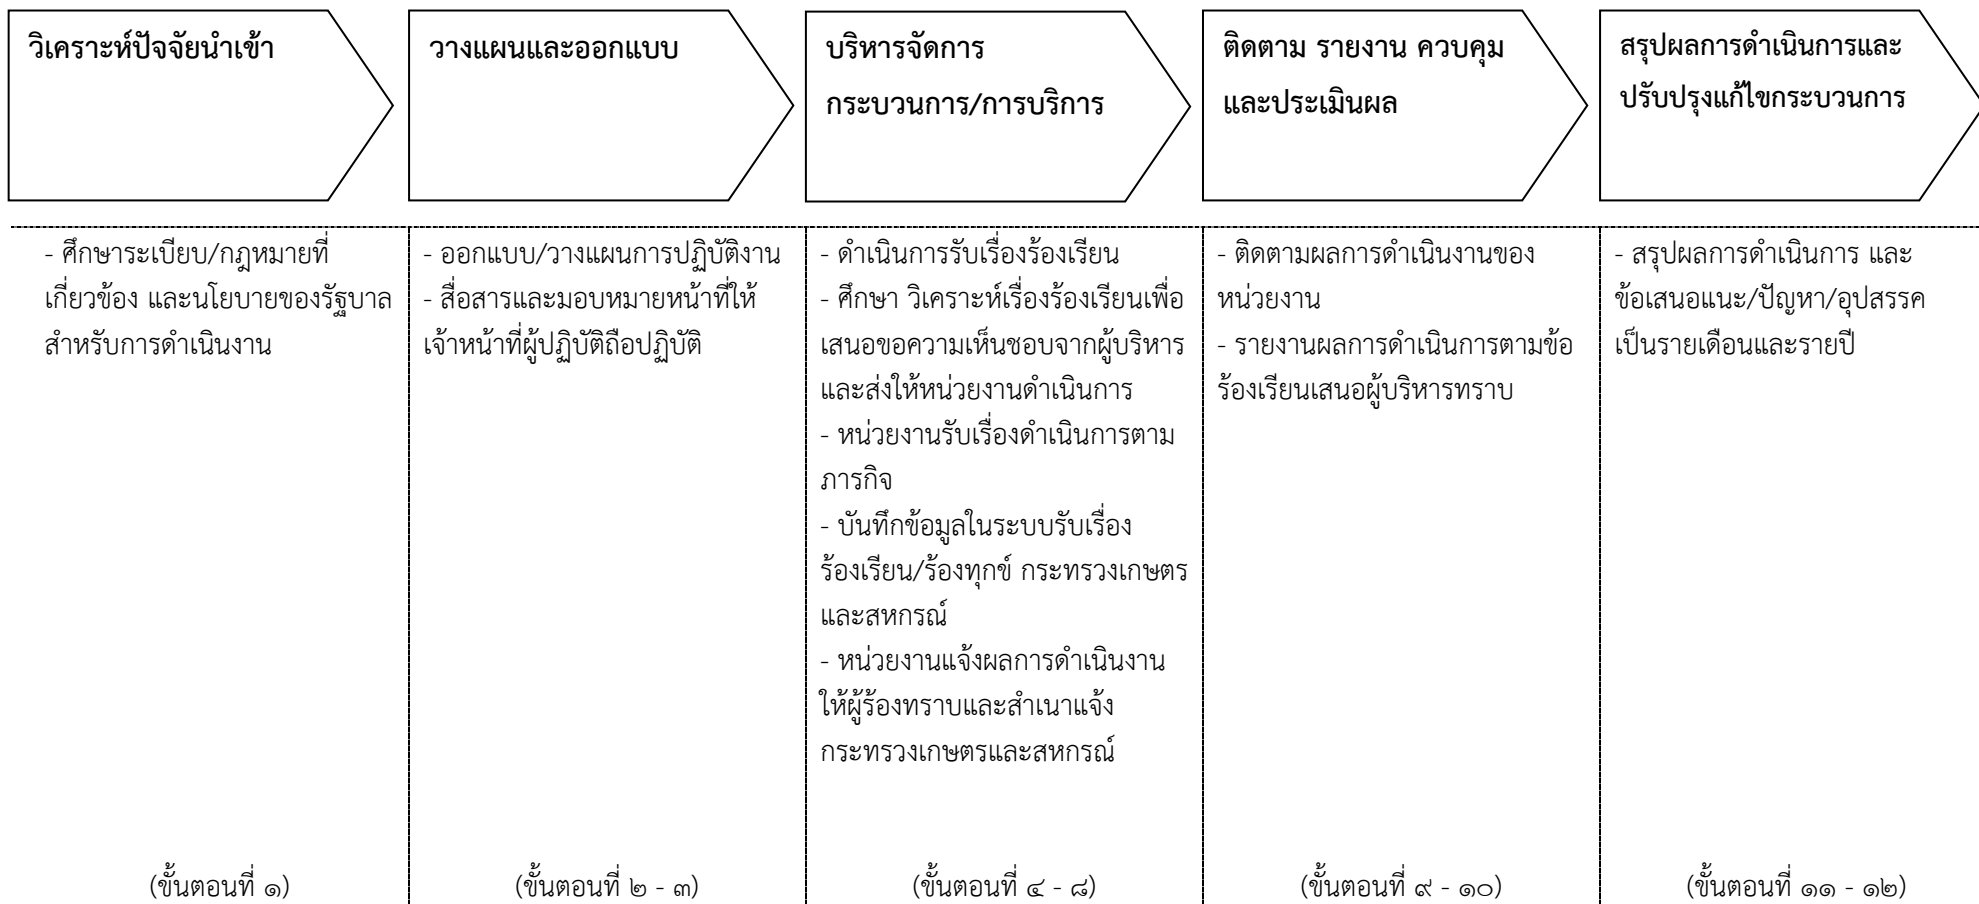 วิเคราะห์ปัจจัยนำเข้า
วางแผนและออกแบบ
บริหารจัดการ
กระบวนการ/การบริการ
ติดตาม รายงาน ควบคุม
และประเมินผล
สรุปผลการดำเนินการและ
ปรับปรุงแก้ไขกระบวนการ
- ศึกษาระเบียบ/กฎหมายที่
เกี่ยวข้อง และนโยบายของรัฐบาล
สำหรับการดำเนินงาน
(ขั้นตอนที่ ๑)
- ออกแบบ/วางแผนการปฏิบัติงาน
- สื่อสารและมอบหมายหน้าที่ให้
เจ้าหน้าที่ผู้ปฏิบัติถือปฏิบัติ
(ขั้นตอนที่ ๒ - ๓)
- ดำเนินการรับเรื่องร้องเรียน
- ศึกษา วิเคราะห์เรื่องร้องเรียนเพื่อ
เสนอขอความเห็นชอบจากผู้บริหาร
และส่งให้หน่วยงานดำเนินการ
- หน่วยงานรับเรื่องดำเนินการตาม
ภารกิจ
- บันทึกข้อมูลในระบบรับเรื่อง
ร้องเรียน/ร้องทุกข์ กระทรวงเกษตร
และสหกรณ์
- หน่วยงานแจ้งผลการดำเนินงาน
ให้ผู้ร้องทราบและสำเนาแจ้ง
กระทรวงเกษตรและสหกรณ์
(ขั้นตอนที่ ๔ - ๘)
- ติดตามผลการดำเนินงานของ
หน่วยงาน
- รายงานผลการดำเนินการตามข้อ
ร้องเรียนเสนอผู้บริหารทราบ
(ขั้นตอนที่ ๙ - ๑๐)
- สรุปผลการดำเนินการ และ
ข้อเสนอแนะ/ปัญหา/อุปสรรค
เป็นรายเดือนและรายปี
(ขั้นตอนที่ ๑๑ - ๑๒)